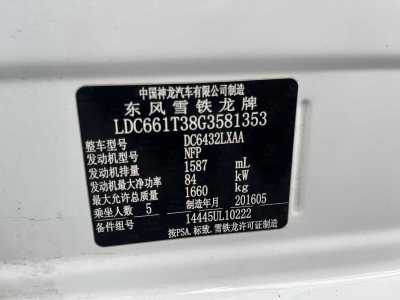 中国神龙汽车有限公司制造
东风雪铁龙牌
LDC661T38G3581353
整车型号 DC6432LXAA
发动机型号 NFP
发动机排量 1587 mL
发动机额定功率 84 kW
最大允许总质量 1660 kg
乘坐人数 5 制造年月 201605
备件组号 14445UL10222
按PSA.标致.雪铁龙许可证制造